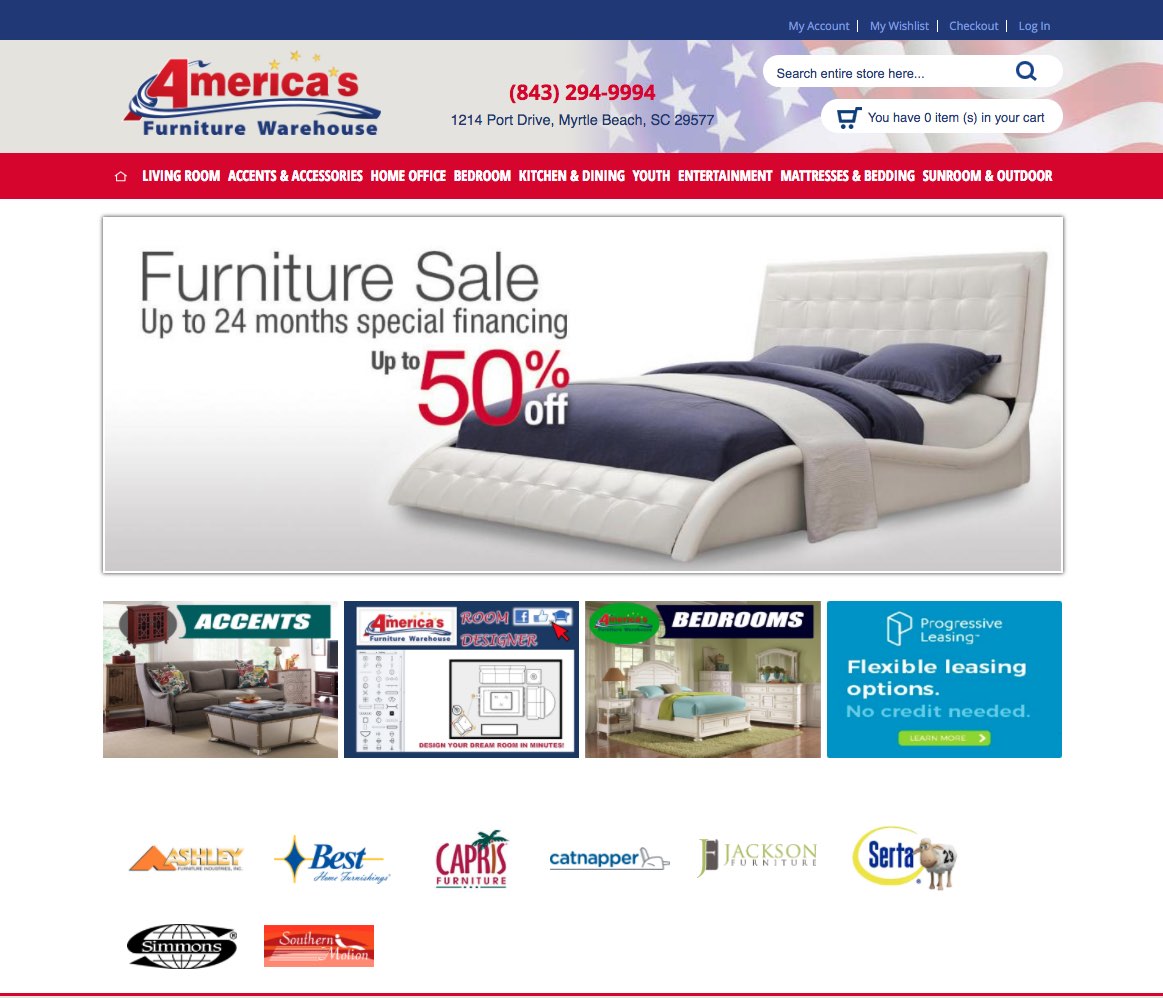 My Account
My Wishlist
Checkout
Log In
America's
Furniture Warehouse
(843) 294-9994
1214 Port Drive, Myrtle Beach, SC 29577
Search entire store here...
You have 0 item (s) in your cart
LIVING ROOM ACCENTS & ACCESSORIES HOME OFFICE BEDROOM KITCHEN & DINING YOUTH ENTERTAINMENT MATTRESSES & BEDDING SUNROOM & OUTDOOR
Furniture Sale
Up to 24 months special financing
Up to 50% off
ACCENTS
America's
Furniture Warehouse
ROOM
DESIGNER
DESIGN YOUR DREAM ROOM IN MINUTES!
America's
Furniture Warehouse
BEDROOMS
Progressive
Leasing
Flexible leasing
options.
No credit needed.
LEARN MORE
ASHLEY
FURNITURE INDUSTRIES, INC.
Best
Home Furnishings
CAPRIS
FURNITURE
catnapper
JACKSON
FURNITURE
Serta
23
Simmons
Southern
Motion